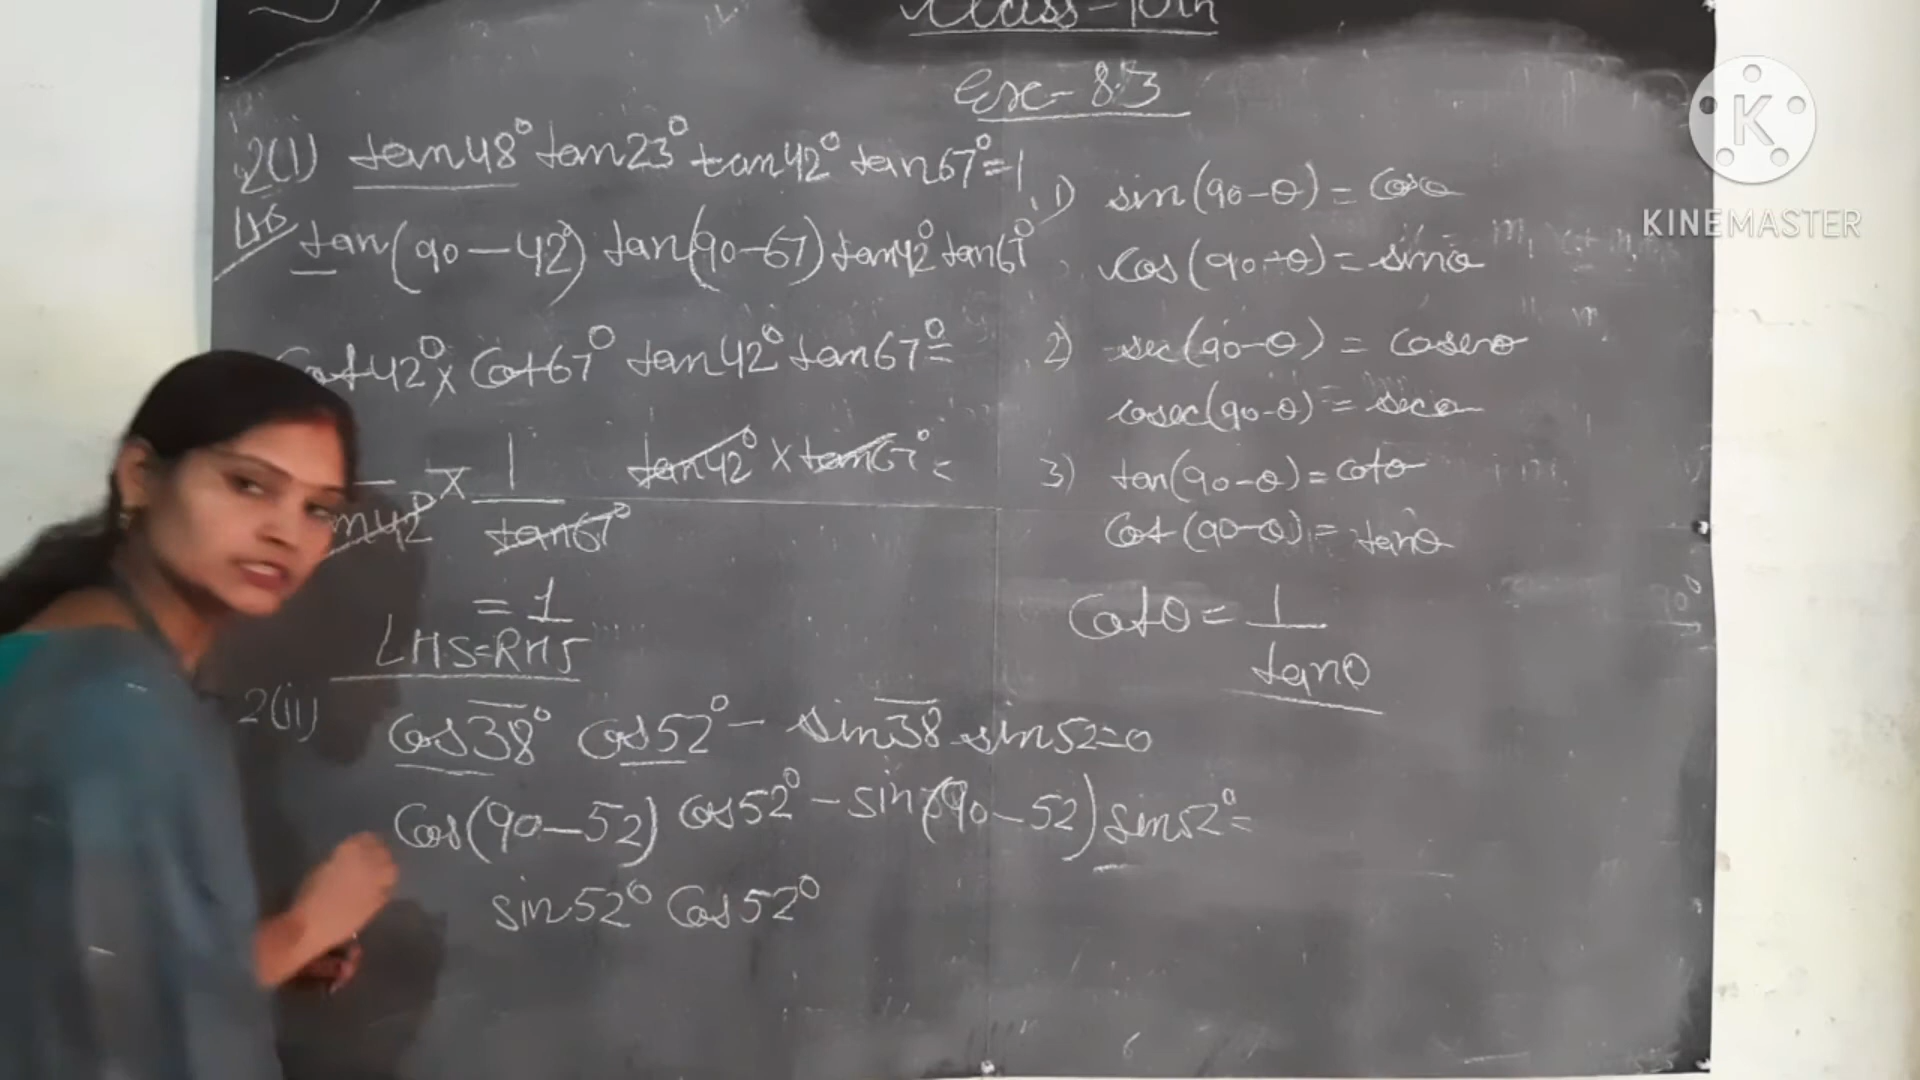 Class-10th
Exe-8.3
2(i) tan48° tan23° tan42° tan67°=1
LHS tan(90-42°) tan(90-67) tan42° tan67°
Cot42° x Cot67° tan42° tan67°=
x 1 tan42° x tan67°=
tan67°
= 1
LHS=RHS
2(ii) Cos38° Cos52° - sin38 sin52=0
Cos(90-52) Cos52° - sin(90-52) sin52°=
sin52° Cos52°
1) sin(90-θ) = Cosθ
Cos(90-θ) = sinθ
2) sec(90-θ) = Cosecθ
Cosec(90-θ) = secθ
3) tan(90-θ) = Cotθ
Cot(90-θ) = tanθ
Cotθ = 1
tanθ
K
KINEMASTER